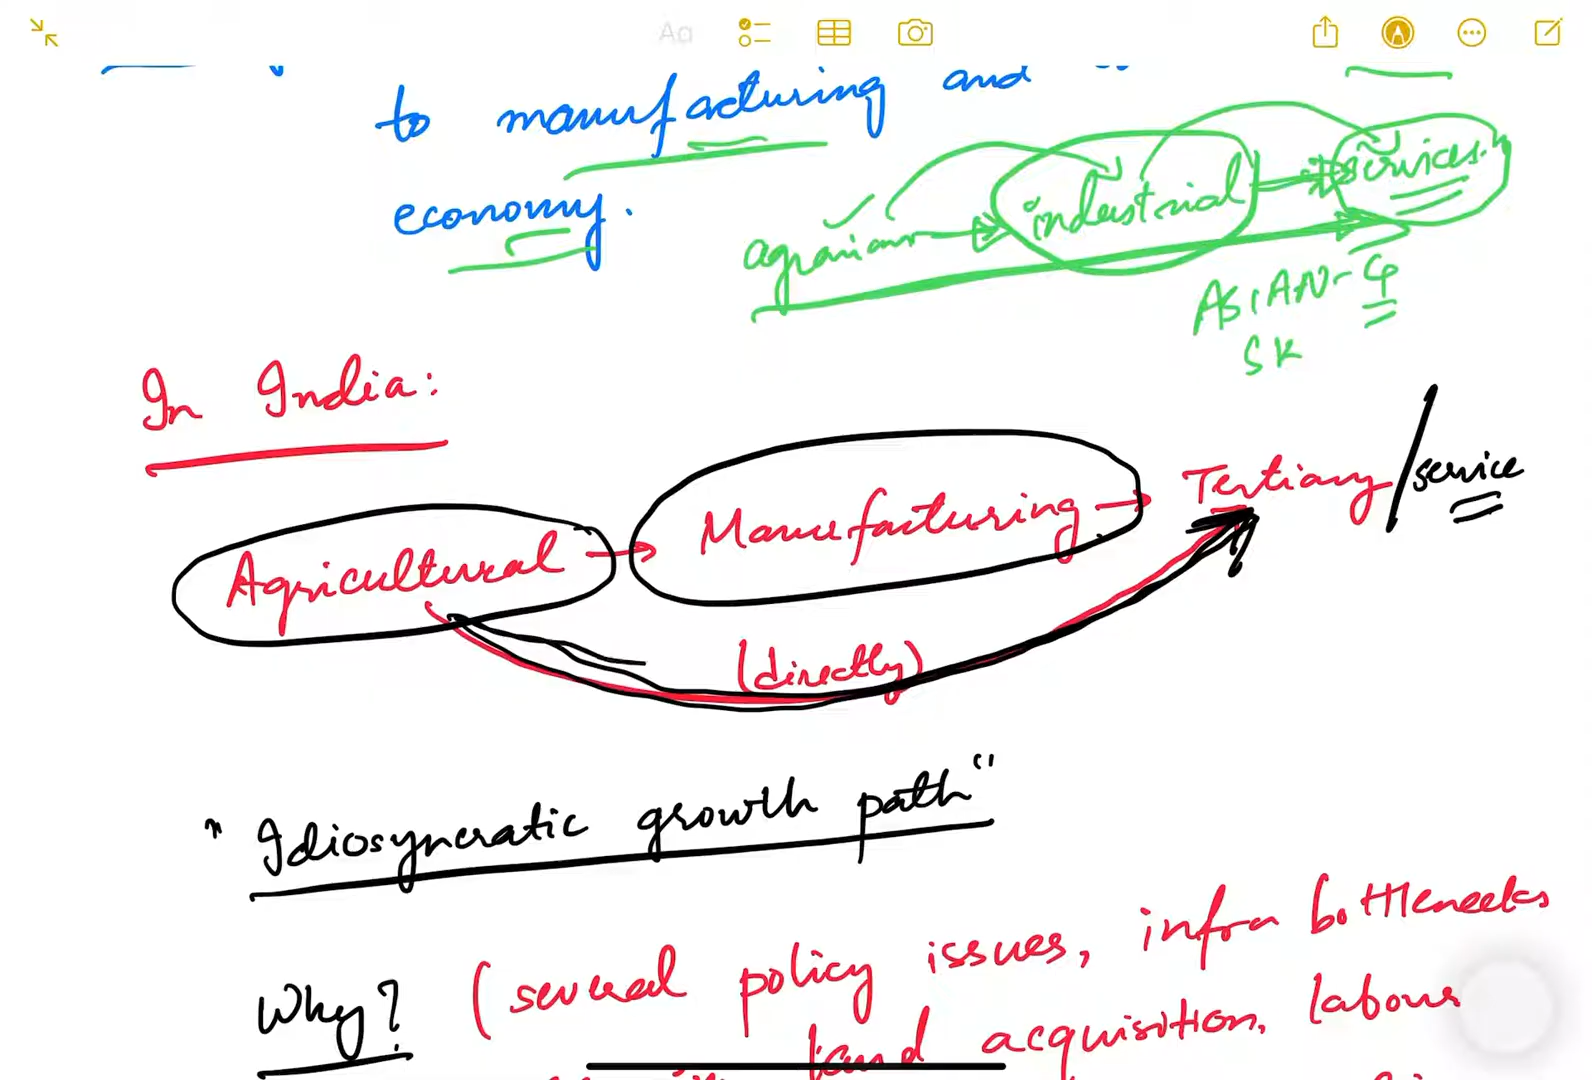 Aa
to manufacturing and
economy.
agrarian industrial services.
ASIAN-4
SK
In India:
Agricultural → Manufacturing → Tertiary/service
(directly)
"Idiosyncratic growth path"
Why? (several policy issues, infra bottlenecks
land acquisition, labour